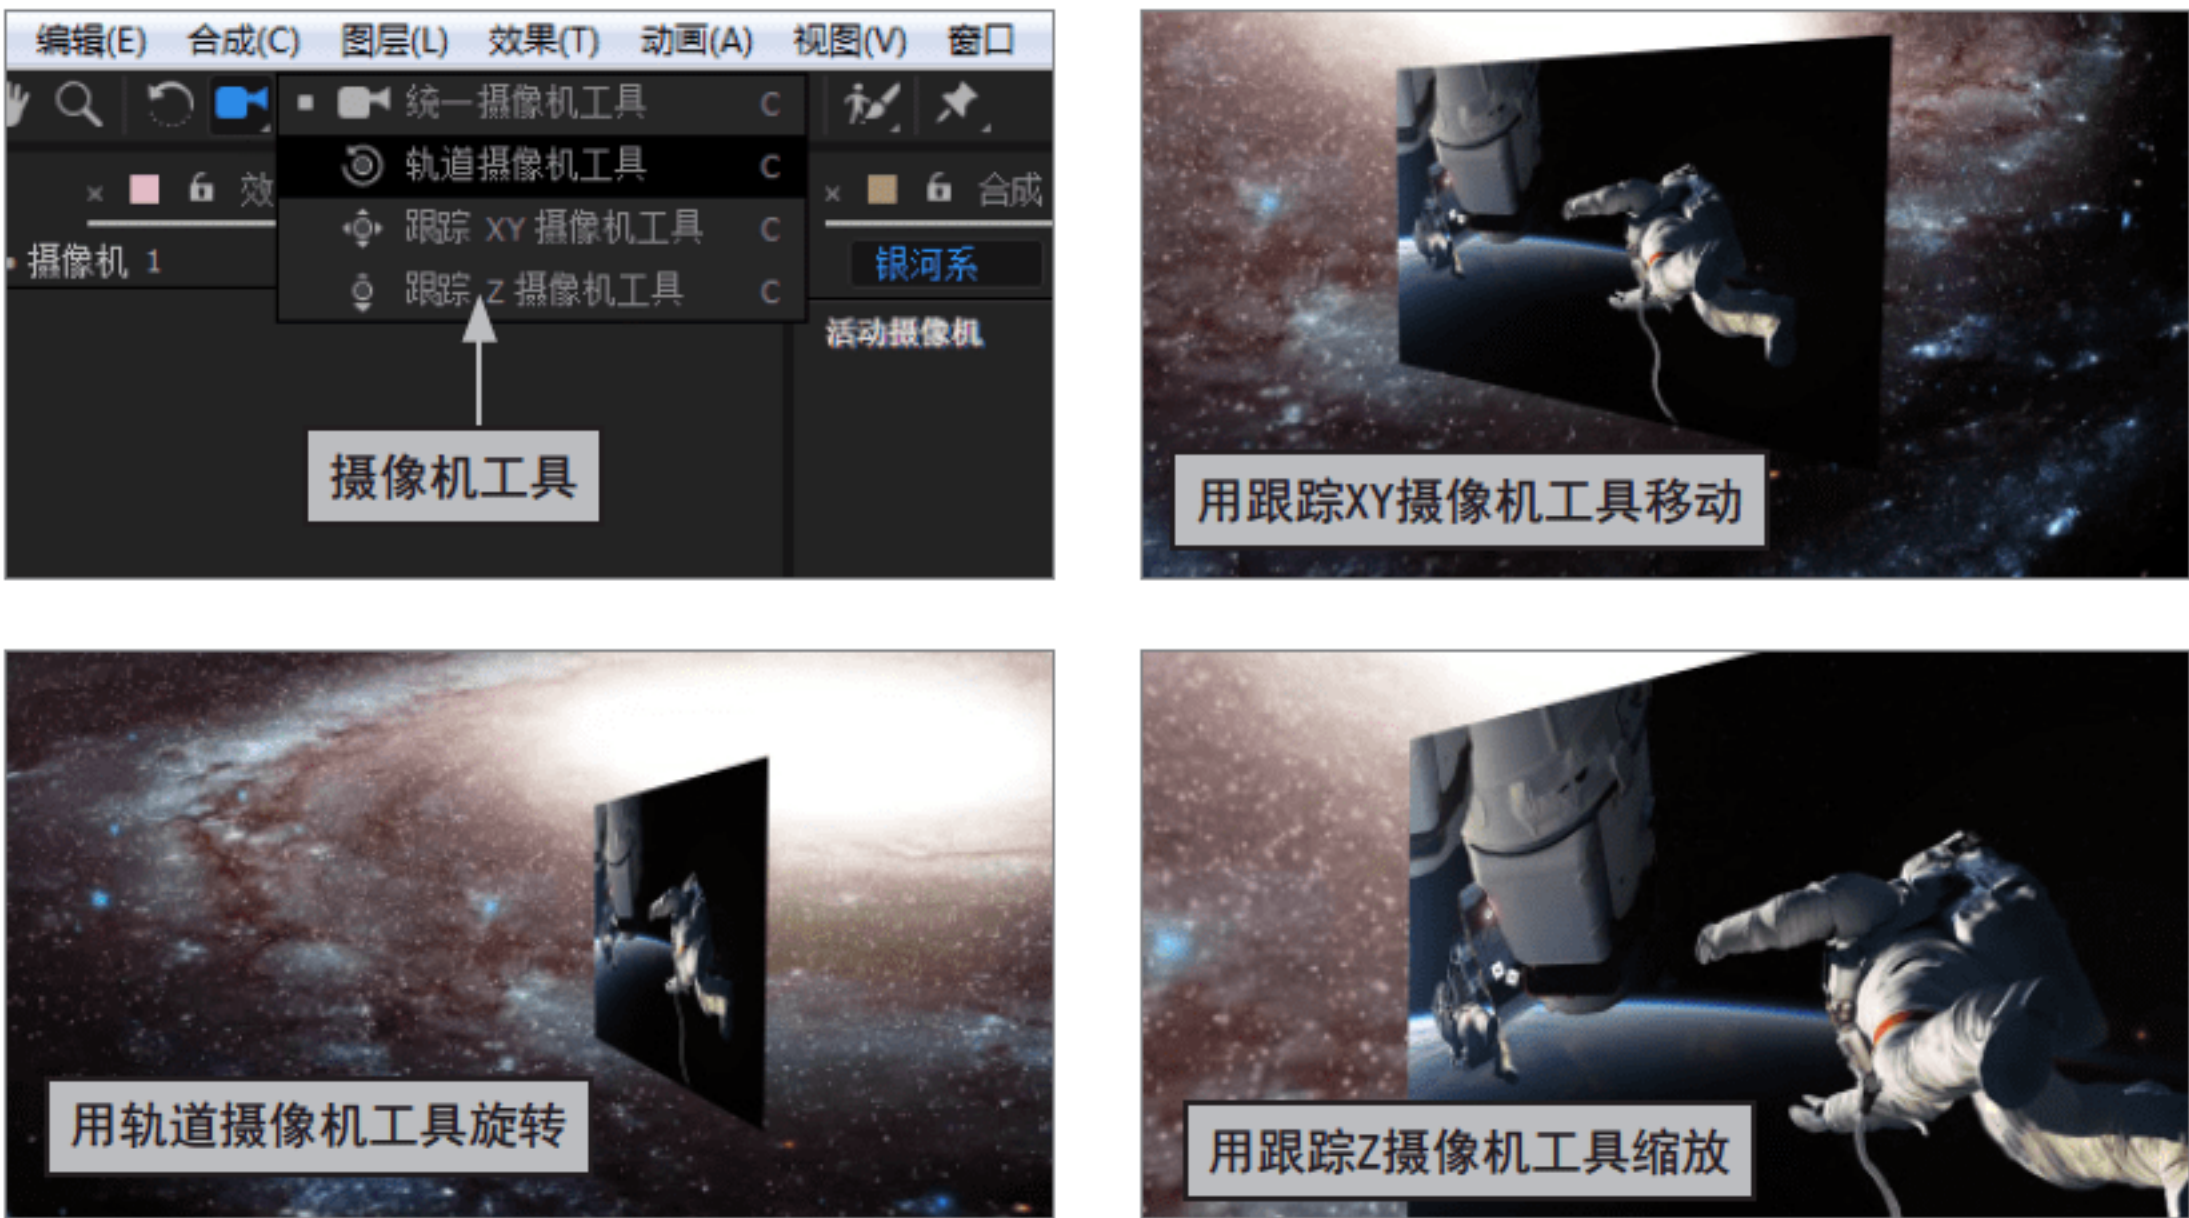 编辑(E) 合成(C) 图层(L) 效果(T) 动画(A) 视图(V) 窗口
统一摄像机工具 C
轨道摄像机工具 C
× 效
× 合成
跟踪 XY 摄像机工具 C
摄像机 1
银河系
跟踪 Z 摄像机工具 C
活动摄像机
摄像机工具
用跟踪XY摄像机工具移动
用轨道摄像机工具旋转
用跟踪Z摄像机工具缩放